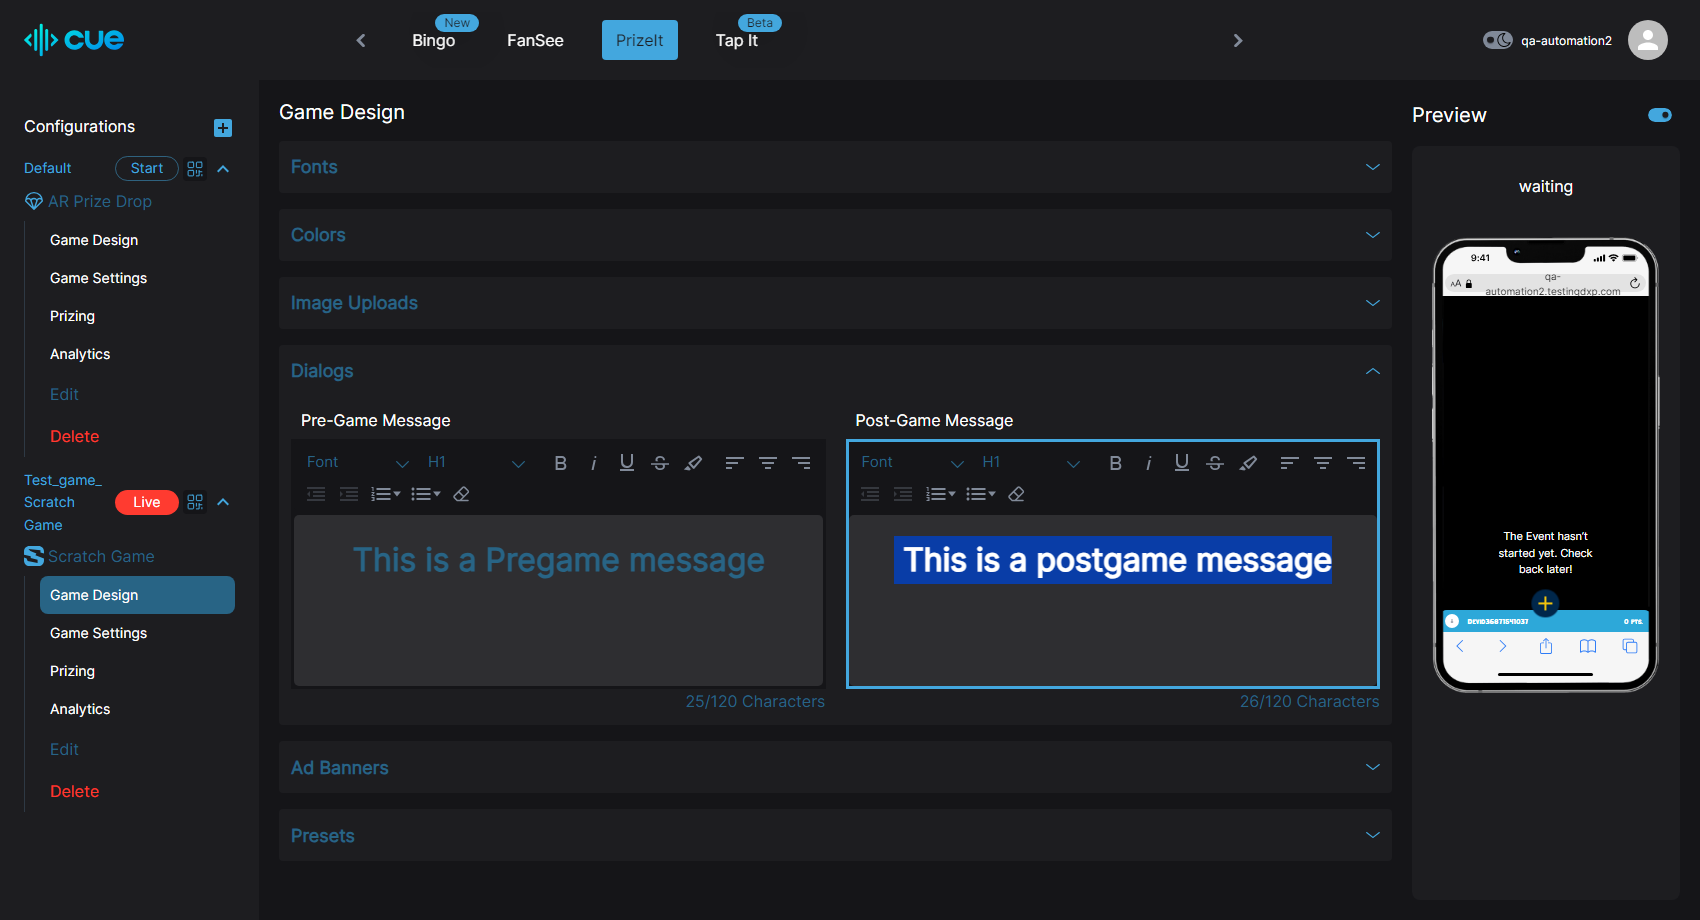 cue
Bingo
New
FanSee
PrizeIt
Tap It
Beta
qa-automation2
Configurations
Default
Start
AR Prize Drop
Game Design
Game Settings
Prizing
Analytics
Edit
Delete
Test_game_
Scratch
Game
Live
Scratch Game
Game Design
Game Settings
Prizing
Analytics
Edit
Delete
Game Design
Fonts
Colors
Image Uploads
Dialogs
Pre-Game Message
Font
H1
B i U S
This is a Pregame message
25/120 Characters
Post-Game Message
Font
H1
B i U S
This is a postgame message
26/120 Characters
Ad Banners
Presets
Preview
waiting
9:41
AA
qa-
automation2.testingdxp.com
The Event hasn't
started yet. Check
back later!
0 PTS.